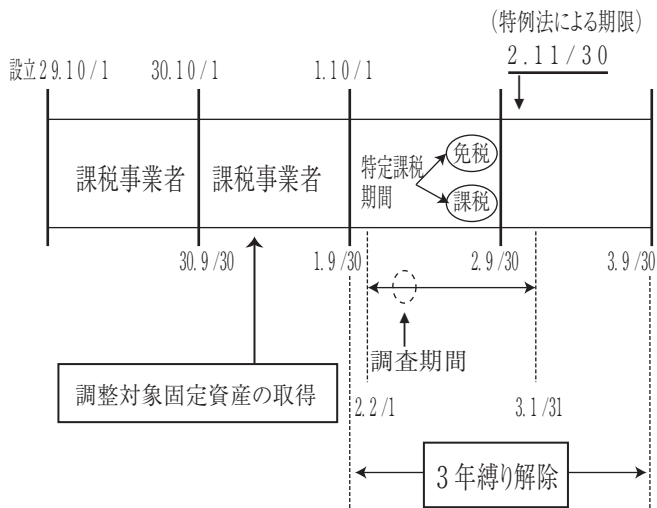 (特例法による期限)
2.11/30
設立29.10/1
30.10/1
1.10/1
課税事業者
課税事業者
特定課税
期間
免税
課税
30.9/30
1.9/30
2.9/30
3.9/30
調査期間
調整対象固定資産の取得
2.2/1
3.1/31
3年縛り解除